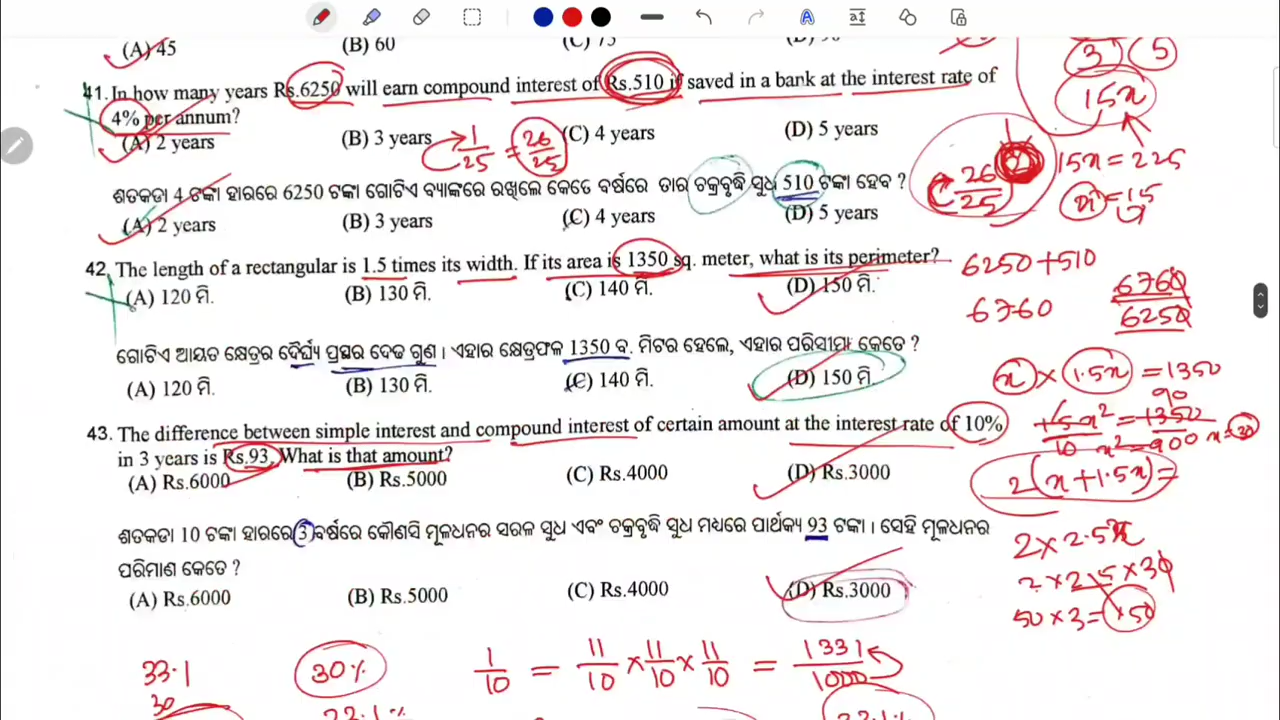 (A) 45
(B) 60
(C) 75
3 5
41. In how many years Rs.6250 will earn compound interest of Rs.510 if saved in a bank at the interest rate of
4% per annum?
(A) 2 years
(B) 3 years
(C) 4 years
(D) 5 years
1/25 = 26/25
15x
26/25
15x = 225
x = 15
ଶତକଡା 4 ଟଙ୍କା ହାରରେ 6250 ଟଙ୍କା ଗୋଟିଏ ବ୍ୟାଙ୍କରେ ରଖିଲେ କେତେ ବର୍ଷରେ ତାର ଚକ୍ରବୃଦ୍ଧି ସୁଧ 510 ଟଙ୍କା ହେବ ?
(A) 2 years
(B) 3 years
(C) 4 years
(D) 5 years
42. The length of a rectangular is 1.5 times its width. If its area is 1350 sq. meter, what is its perimeter?
(A) 120 ମି.
(B) 130 ମି.
(C) 140 ମି.
(D) 150 ମି.
6250+510
6760
6760/6250
ଗୋଟିଏ ଆୟତ କ୍ଷେତ୍ରର ଦୈର୍ଘ୍ୟ ପ୍ରସ୍ଥର ଦେଢ ଗୁଣ । ଏହାର କ୍ଷେତ୍ରଫଳ 1350 ବ. ମିଟର ହେଲେ, ଏହାର ପରିସୀମା କେତେ ?
(A) 120 ମି.
(B) 130 ମି.
(C) 140 ମି.
(D) 150 ମି.
x × 1.5x = 1350
90
x² = 900 x = 30
2(x+1.5x) =
43. The difference between simple interest and compound interest of certain amount at the interest rate of 10%
in 3 years is Rs.93. What is that amount?
(A) Rs.6000
(B) Rs.5000
(C) Rs.4000
(D) Rs.3000
ଶତକଡା 10 ଟଙ୍କା ହାରରେ 3 ବର୍ଷରେ କୌଣସି ମୂଳଧନର ସରଳ ସୁଧ ଏବଂ ଚକ୍ରବୃଦ୍ଧି ସୁଧ ମଧ୍ୟରେ ପାର୍ଥକ୍ୟ 93 ଟଙ୍କା । ସେହି ମୂଳଧନର
ପରିମାଣ କେତେ ?
(A) Rs.6000
(B) Rs.5000
(C) Rs.4000
(D) Rs.3000
2 × 2.5x
2 × 2.5 × 30
50 × 3 = 150
33.1
30
30%
1/10 = 11/10 × 11/10 × 11/10 = 1331/1000
33.1%
33.1%